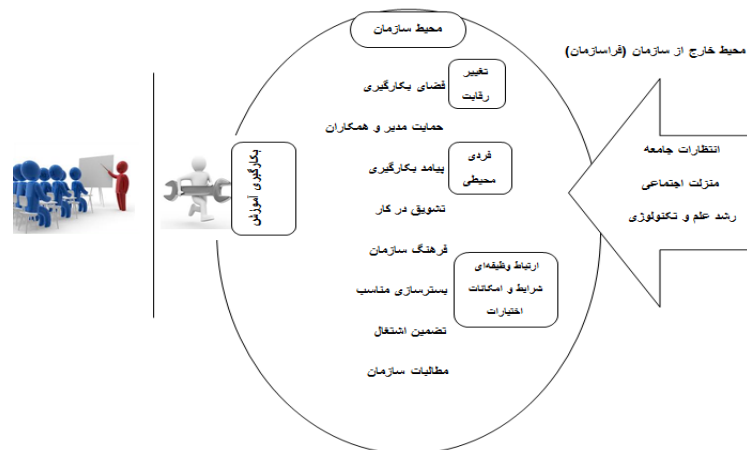 محیط سازمان
محیط خارج از سازمان (فراسازمان)
تغییر
رقابت
فضای بکارگیری
حمایت مدیر و همکاران
فردی
محیطی
پیامد بکارگیری
تشویق در کار
فرهنگ سازمان
ارتباط وظیفه‌ای
شرایط و امکانات
اختیارات
بسترسازی مناسب
تضمین اشتغال
مطالبات سازمان
انتظارات جامعه
منزلت اجتماعی
رشد علم و تکنولوژی
بکارگیری آموزش